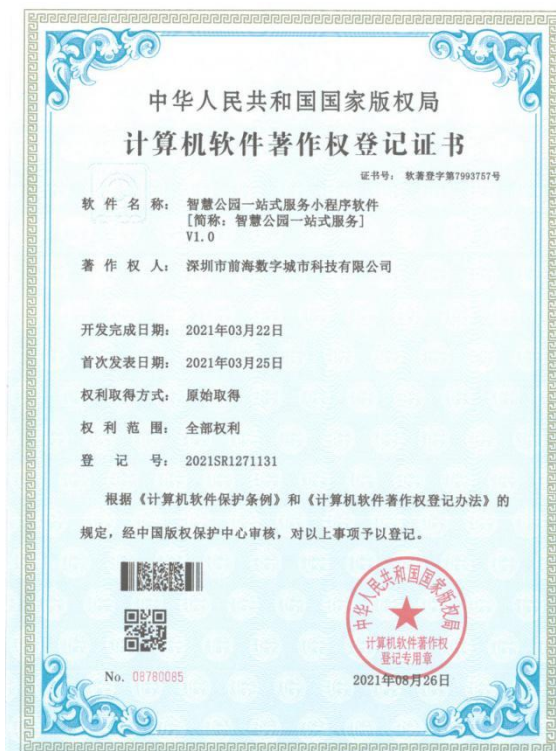 中华人民共和国国家版权局
计算机软件著作权登记证书
证书号： 软著登字第7993757号
软件名称： 智慧公园一站式服务小程序软件
[简称：智慧公园一站式服务]
V1.0
著作权人： 深圳市前海数字城市科技有限公司
开发完成日期： 2021年03月22日
首次发表日期： 2021年03月25日
权利取得方式： 原始取得
权利范围： 全部权利
登记号： 2021SR1271131
根据《计算机软件保护条例》和《计算机软件著作权登记办法》的
规定，经中国版权保护中心审核，对以上事项予以登记。
中华人民共和国国家版权局
计算机软件著作权
登记专用章
No. 08780085
2021年08月26日